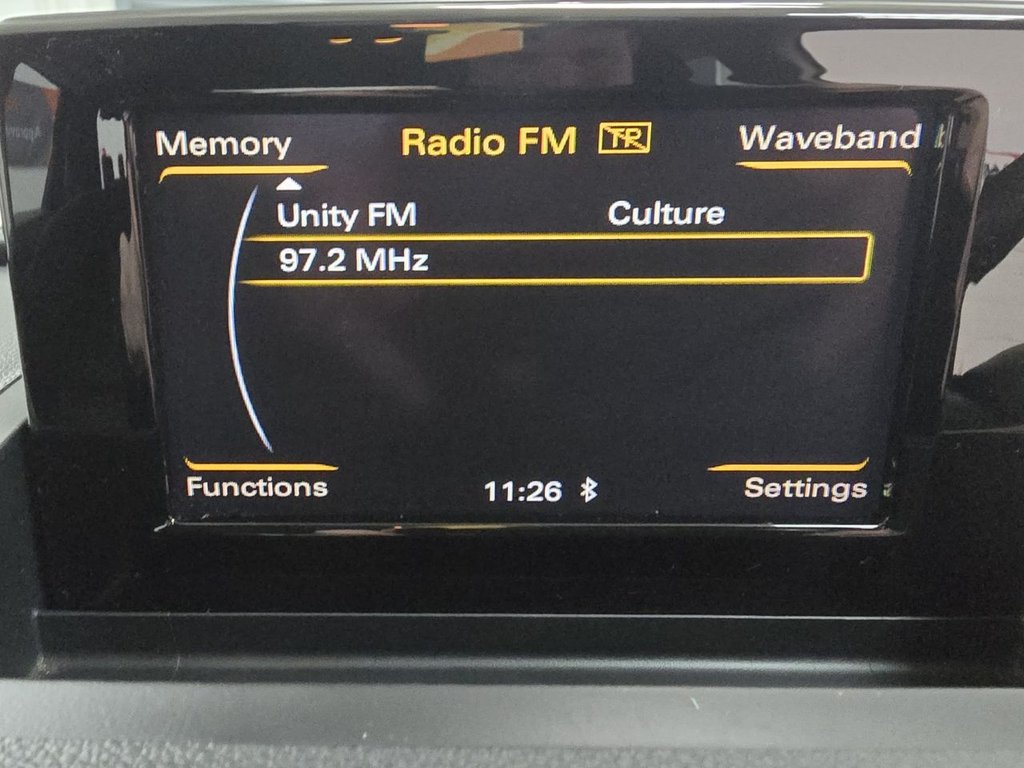 Memory Radio FM TP Waveband
Unity FM Culture
97.2 MHz
Functions 11:26 Settings